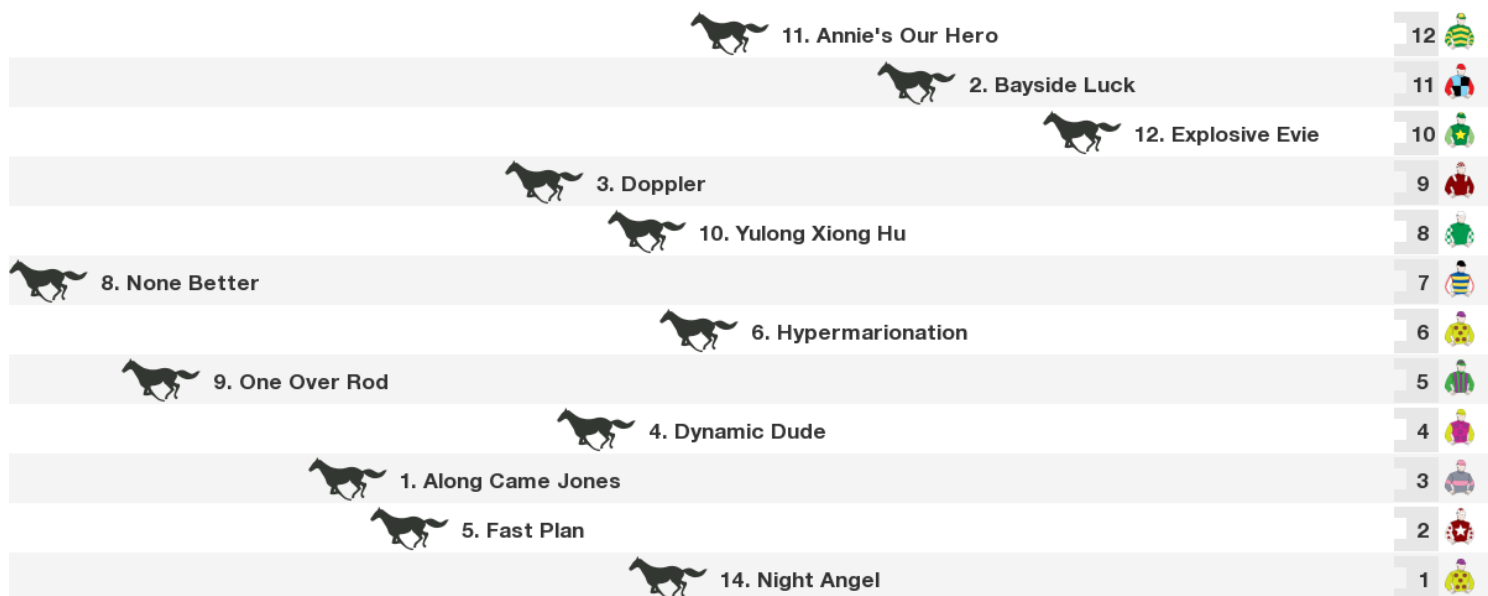 11. Annie's Our Hero 12
2. Bayside Luck 11
12. Explosive Evie 10
3. Doppler 9
10. Yulong Xiong Hu 8
8. None Better 7
6. Hypermarionation 6
9. One Over Rod 5
4. Dynamic Dude 4
1. Along Came Jones 3
5. Fast Plan 2
14. Night Angel 1